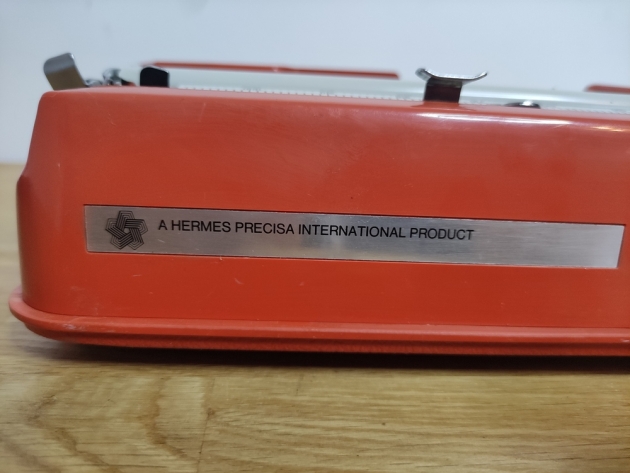 A HERMES PRECISA INTERNATIONAL PRODUCT